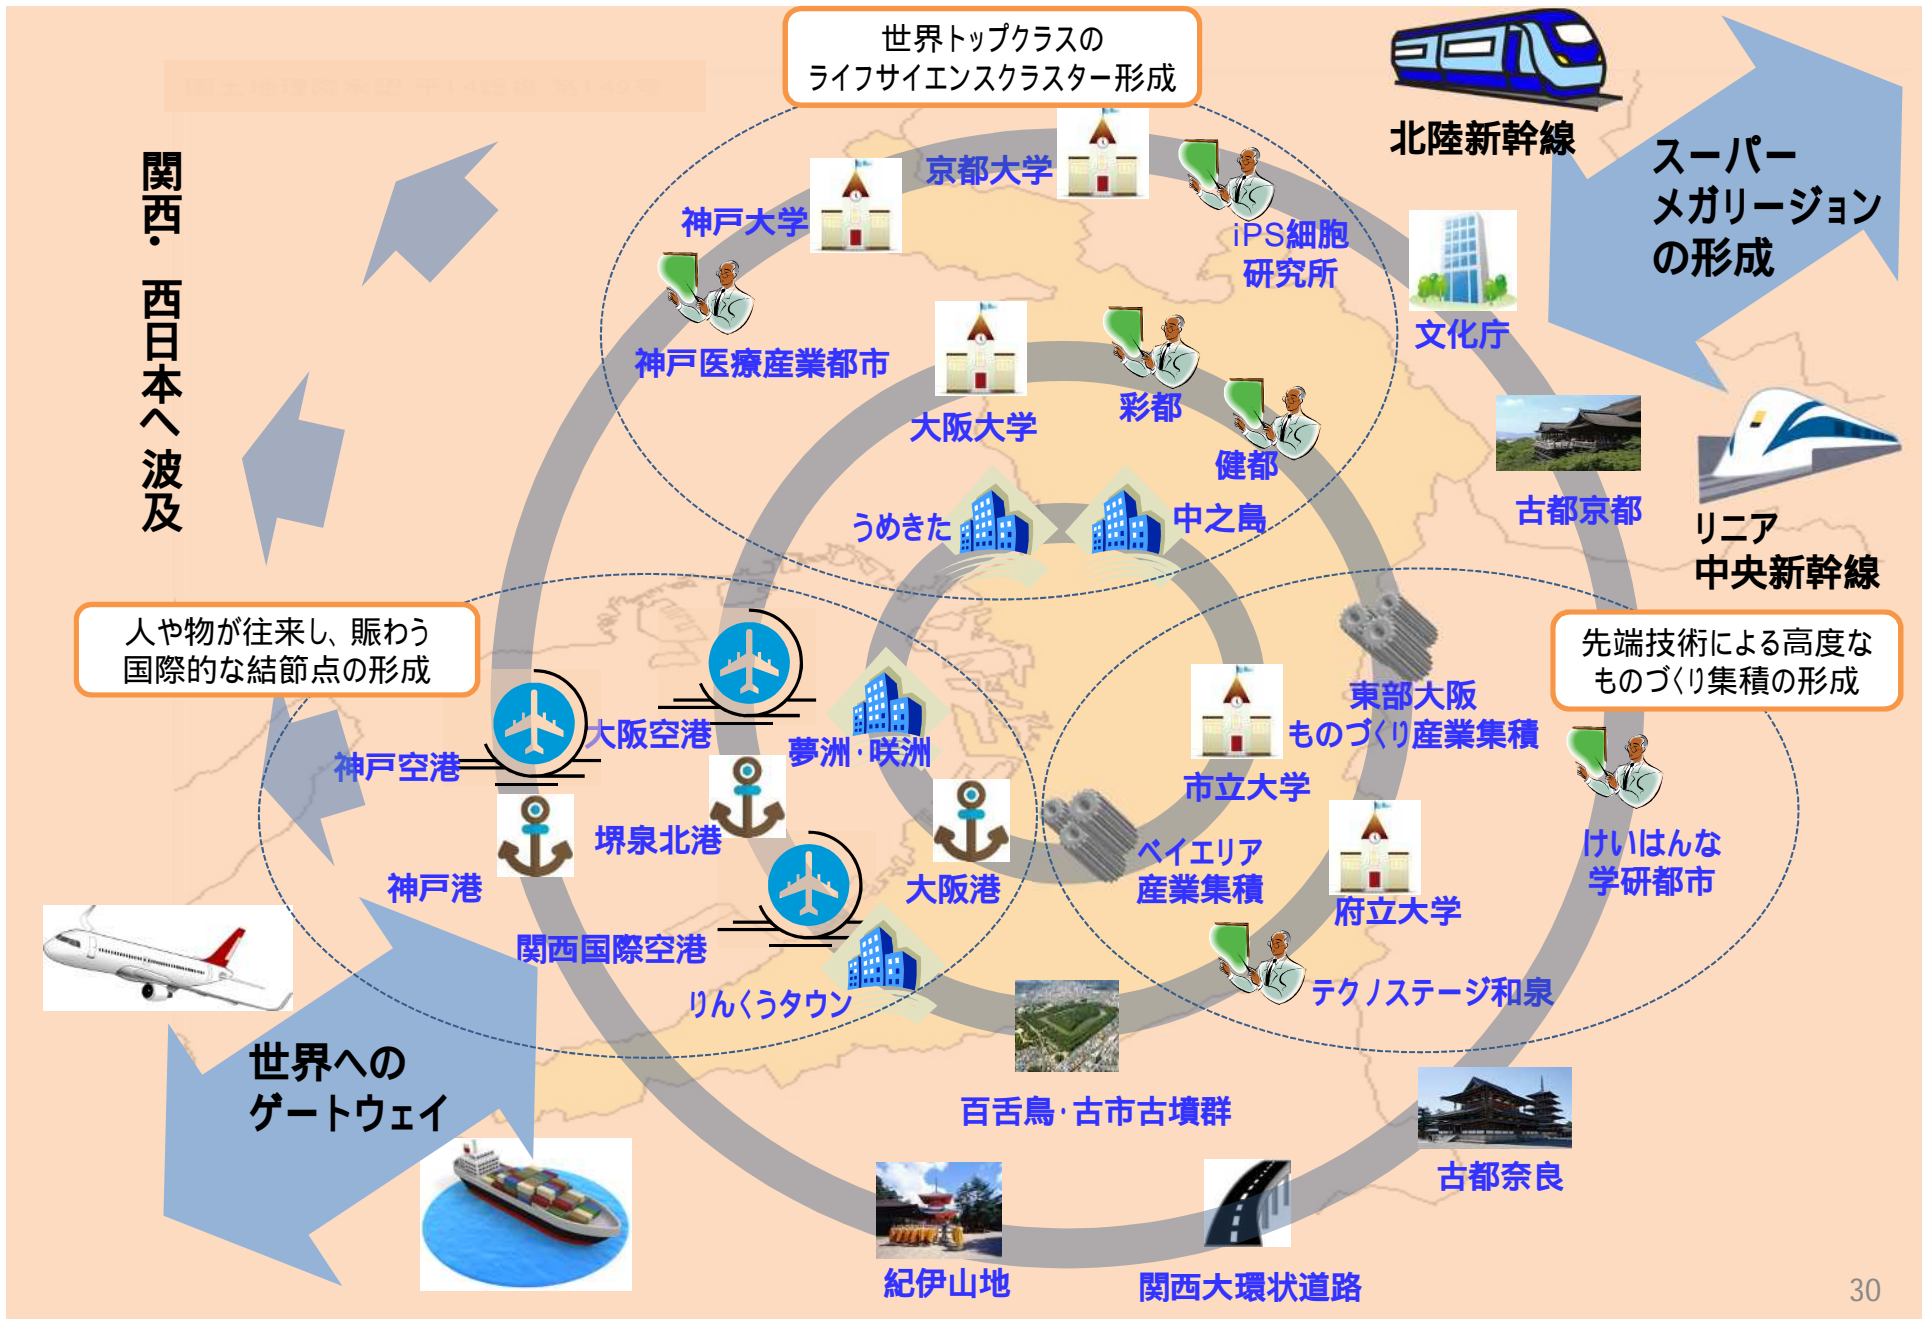 世界トップクラスの
ライフサイエンスクラスター形成
北陸新幹線
スーパー
メガリージョン
の形成
関西・西日本へ波及
京都大学
神戸大学
iPS細胞
研究所
文化庁
神戸医療産業都市
大阪大学
彩都
健都
うめきた
中之島
古都京都
リニア
中央新幹線
人や物が往来し、賑わう
国際的な結節点の形成
先端技術による高度な
ものづくり集積の形成
東部大阪
ものづくり産業集積
大阪空港
夢洲・咲洲
神戸空港
市立大学
堺泉北港
けいはんな
学研都市
神戸港
大阪港
ベイエリア
産業集積
府立大学
関西国際空港
りんくうタウン
テクノステージ和泉
世界への
ゲートウェイ
百舌鳥・古市古墳群
古都奈良
紀伊山地
関西大環状道路
30